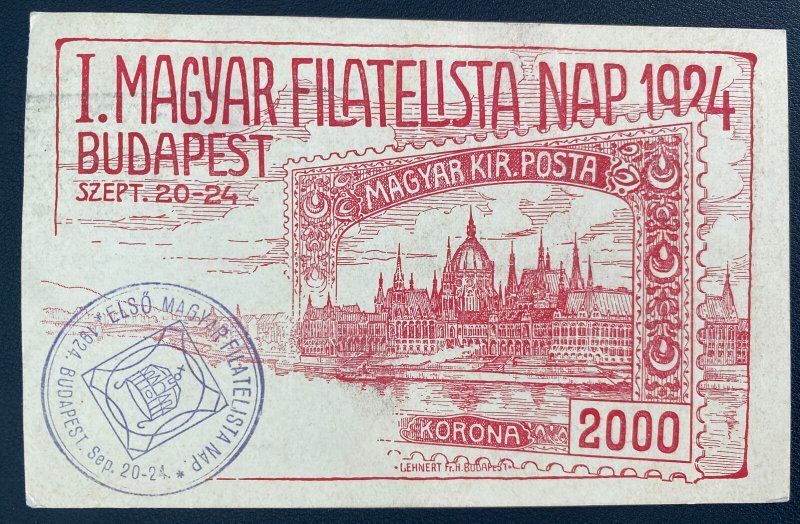 I. MAGYAR FILATELISTA NAP 1924
BUDAPEST
SZEPT. 20-24
MAGYAR KIR. POSTA
KORONA
2000
LEHNERT Fr. H. BUDAPEST
* ELSŐ MAGYAR FILATELISTA NAP *
1924. BUDAPEST. Sep. 20-24.